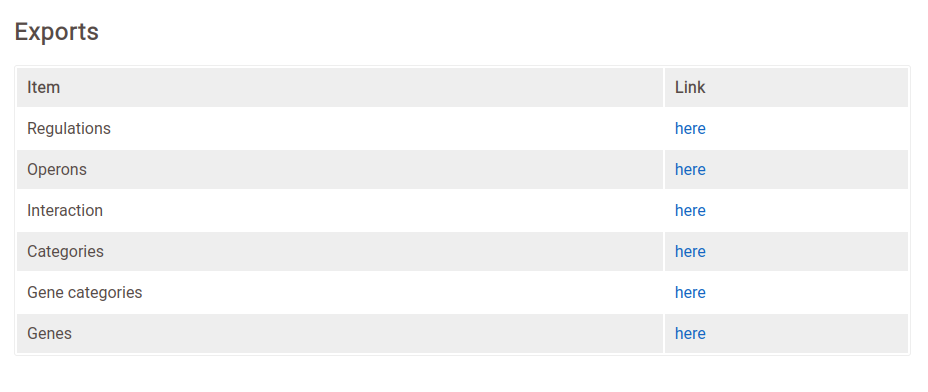 Exports
Item Link
Regulations here
Operons here
Interaction here
Categories here
Gene categories here
Genes here